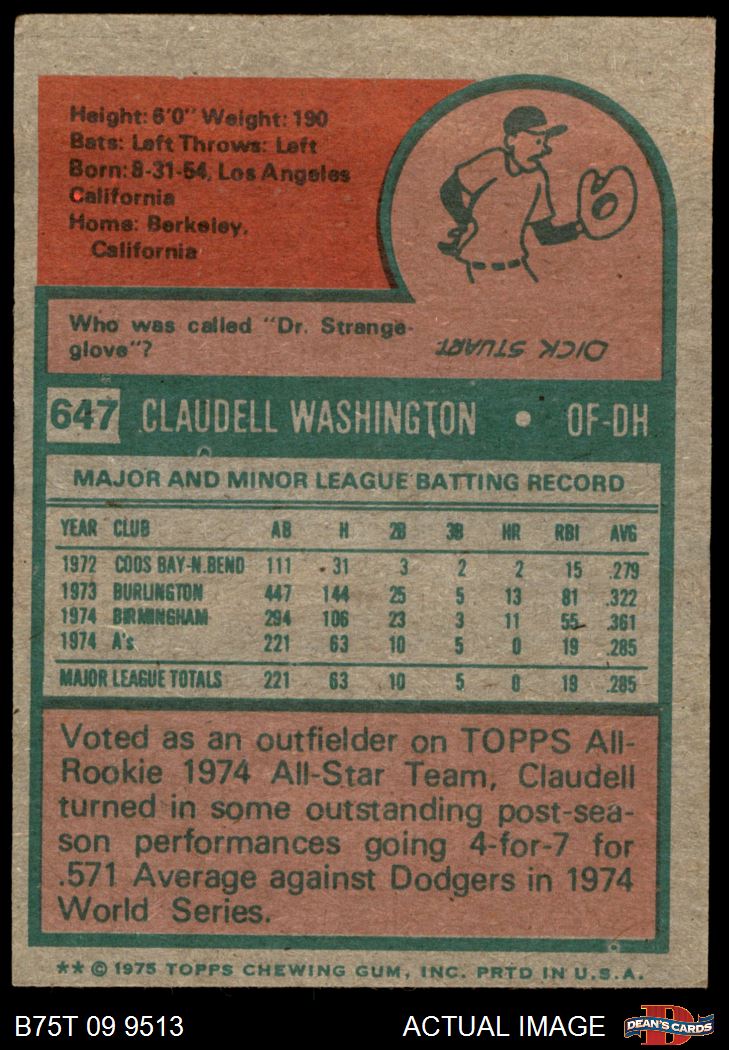 Height: 6'0" Weight: 190
Bats: Left Throws: Left
Born: 8-31-54, Los Angeles
California
Home: Berkeley,
California
Who was called "Dr. Strange-
glove"?
DICK STUART
647 CLAUDELL WASHINGTON • OF-DH
MAJOR AND MINOR LEAGUE BATTING RECORD
YEAR CLUB AB H 2B 3B HR RBI AVG
1972 COOS BAY-N.BEND 111 31 3 2 2 15 .279
1973 BURLINGTON 447 144 25 5 13 81 .322
1974 BIRMINGHAM 294 106 23 3 11 55 .361
1974 A's 221 63 10 5 0 19 .285
MAJOR LEAGUE TOTALS 221 63 10 5 0 19 .285
Voted as an outfielder on TOPPS All-
Rookie 1974 All-Star Team, Claudell
turned in some outstanding post-sea-
son performances going 4-for-7 for
.571 Average against Dodgers in 1974
World Series.
** © 1975 TOPPS CHEWING GUM, INC. PRTD IN U.S.A.
B75T 09 9513 ACTUAL IMAGE D DEAN'S CARDS